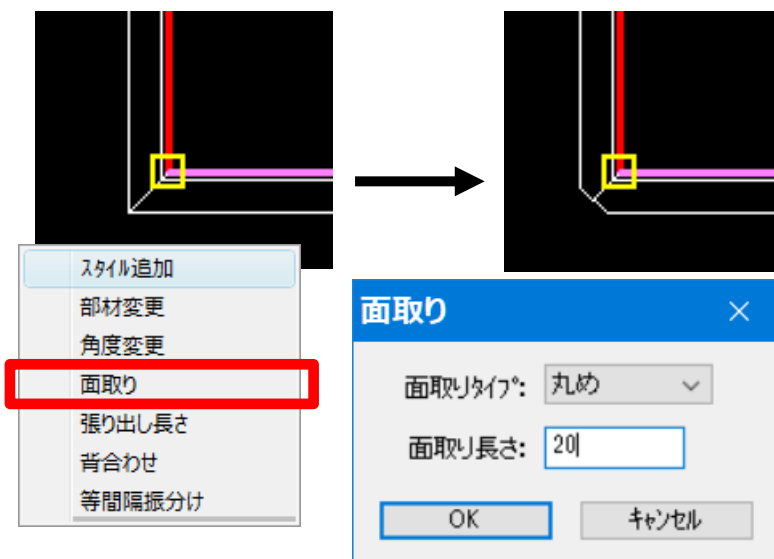 スタイル追加
部材変更
角度変更
面取り
張り出し長さ
背合わせ
等間隔振分け
面取り
面取りタイプ: 丸め
面取り長さ: 20
OK キャンセル